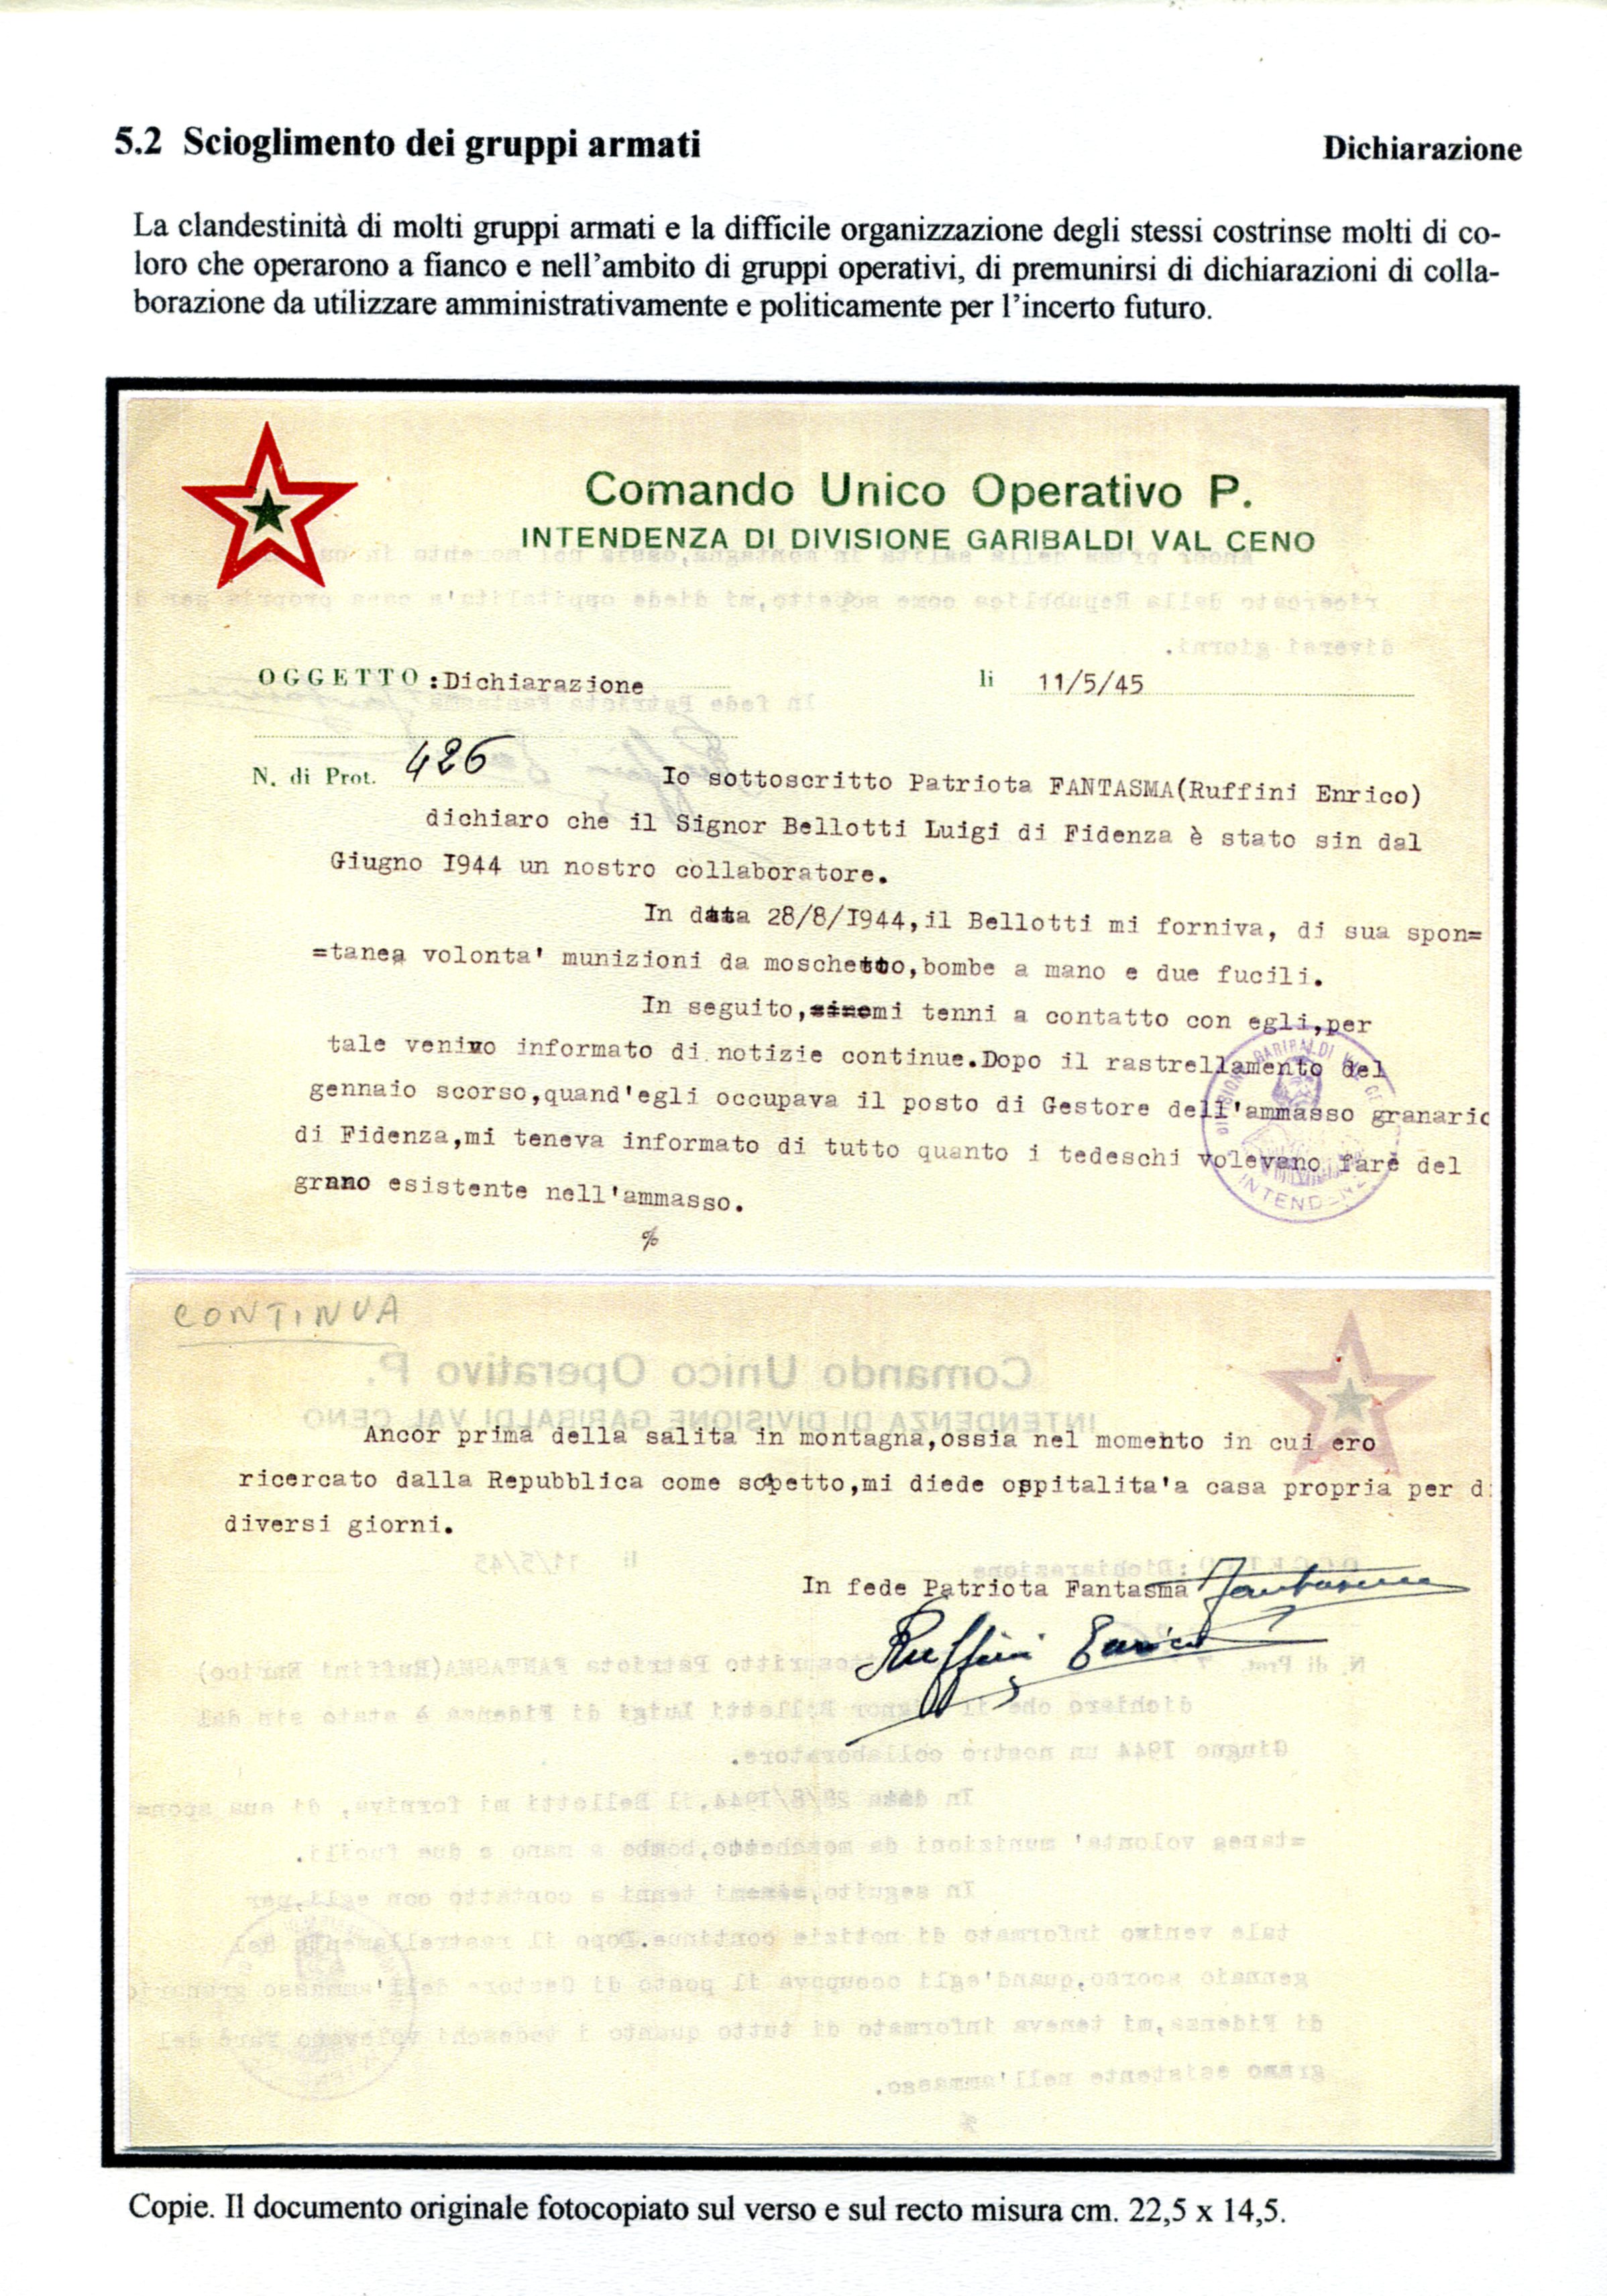 5.2 Scioglimento dei gruppi armati
Dichiarazione
La clandestinità di molti gruppi armati e la difficile organizzazione degli stessi costrinse molti di co-
loro che operarono a fianco e nell'ambito di gruppi operativi, di premunirsi di dichiarazioni di colla-
borazione da utilizzare amministrativamente e politicamente per l'incerto futuro.
Comando Unico Operativo P.
INTENDENZA DI DIVISIONE GARIBALDI VAL CENO
OGGETTO :Dichiarazione
li 11/5/45
N. di Prot. 426
Io sottoscritto Patriota FANTASMA(Ruffini Enrico)
dichiaro che il Signor Bellotti Luigi di Fidenza è stato sin dal
Giugno I944 un nostro collaboratore.
In data 28/8/I944,il Bellotti mi forniva, di sua spon=
=tanea volonta' munizioni da moschetto,bombe a mano e due fucili.
In seguito,mi tenni a contatto con egli,per
tale venivo informato di notizie continue.Dopo il rastrellamento del
gennaio scorso,quand'egli occupava il posto di Gestore dell'ammasso granario
di Fidenza,mi teneva informato di tutto quanto i tedeschi volevano fare del
grano esistente nell'ammasso.
%
GARIBALDI
INTENDENZ
CONTINUA
Ancor prima della salita in montagna,ossia nel momento in cui ero
ricercato dalla Repubblica come sopetto,mi diede ospitalita'a casa propria per d
diversi giorni.
In fede Patriota Fantasma Fantasma
Ruffini Enrico
Copie. Il documento originale fotocopiato sul verso e sul recto misura cm. 22,5 x 14,5.